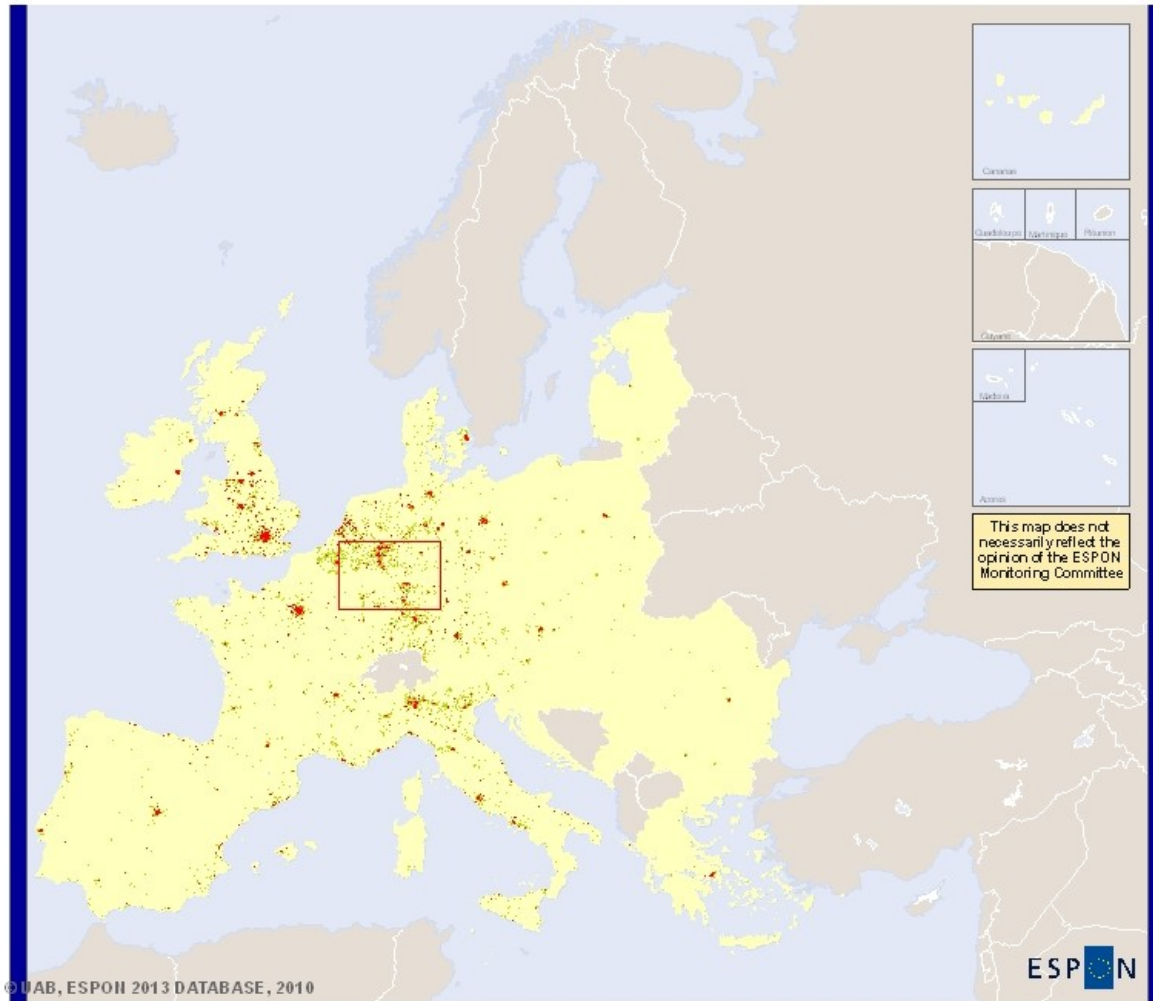 Canarias
Guadeloupe
Martinique
Réunion
Guyane
Madeira
Acores
This map does not
necessarily reflect the
opinion of the ESPON
Monitoring Committee
ESPON
© UAB, ESPON 2013 DATABASE, 2010